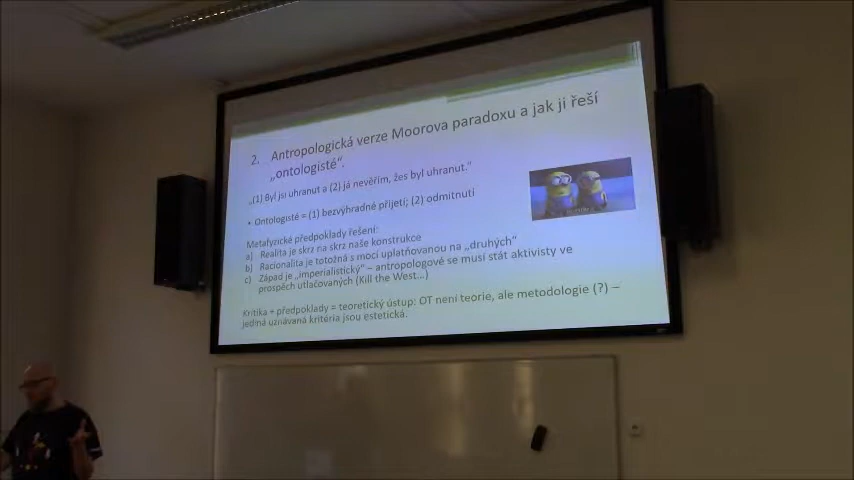 2. Antropologická verze Moorova paradoxu a jak ji řeší
„ontologisté“.
„(1) Byl jsi uhranut a (2) já nevěřím, žes byl uhranut.“
• Ontologisté = (1) bezvýhradné přijetí; (2) odmítnutí
Metafyzické předpoklady řešení:
a) Realita je skrz na skrz naše konstrukce
b) Racionalita je totožná s mocí uplatňovanou na „druhých“
c) Západ je „imperialistický“ – antropologové se musí stát aktivisty ve
prospěch utlačovaných (Kill the West...)
Kritika + předpoklady = teoretický ústup: OT není teorie, ale metodologie (?) –
jediná uznávaná kritéria jsou estetická.